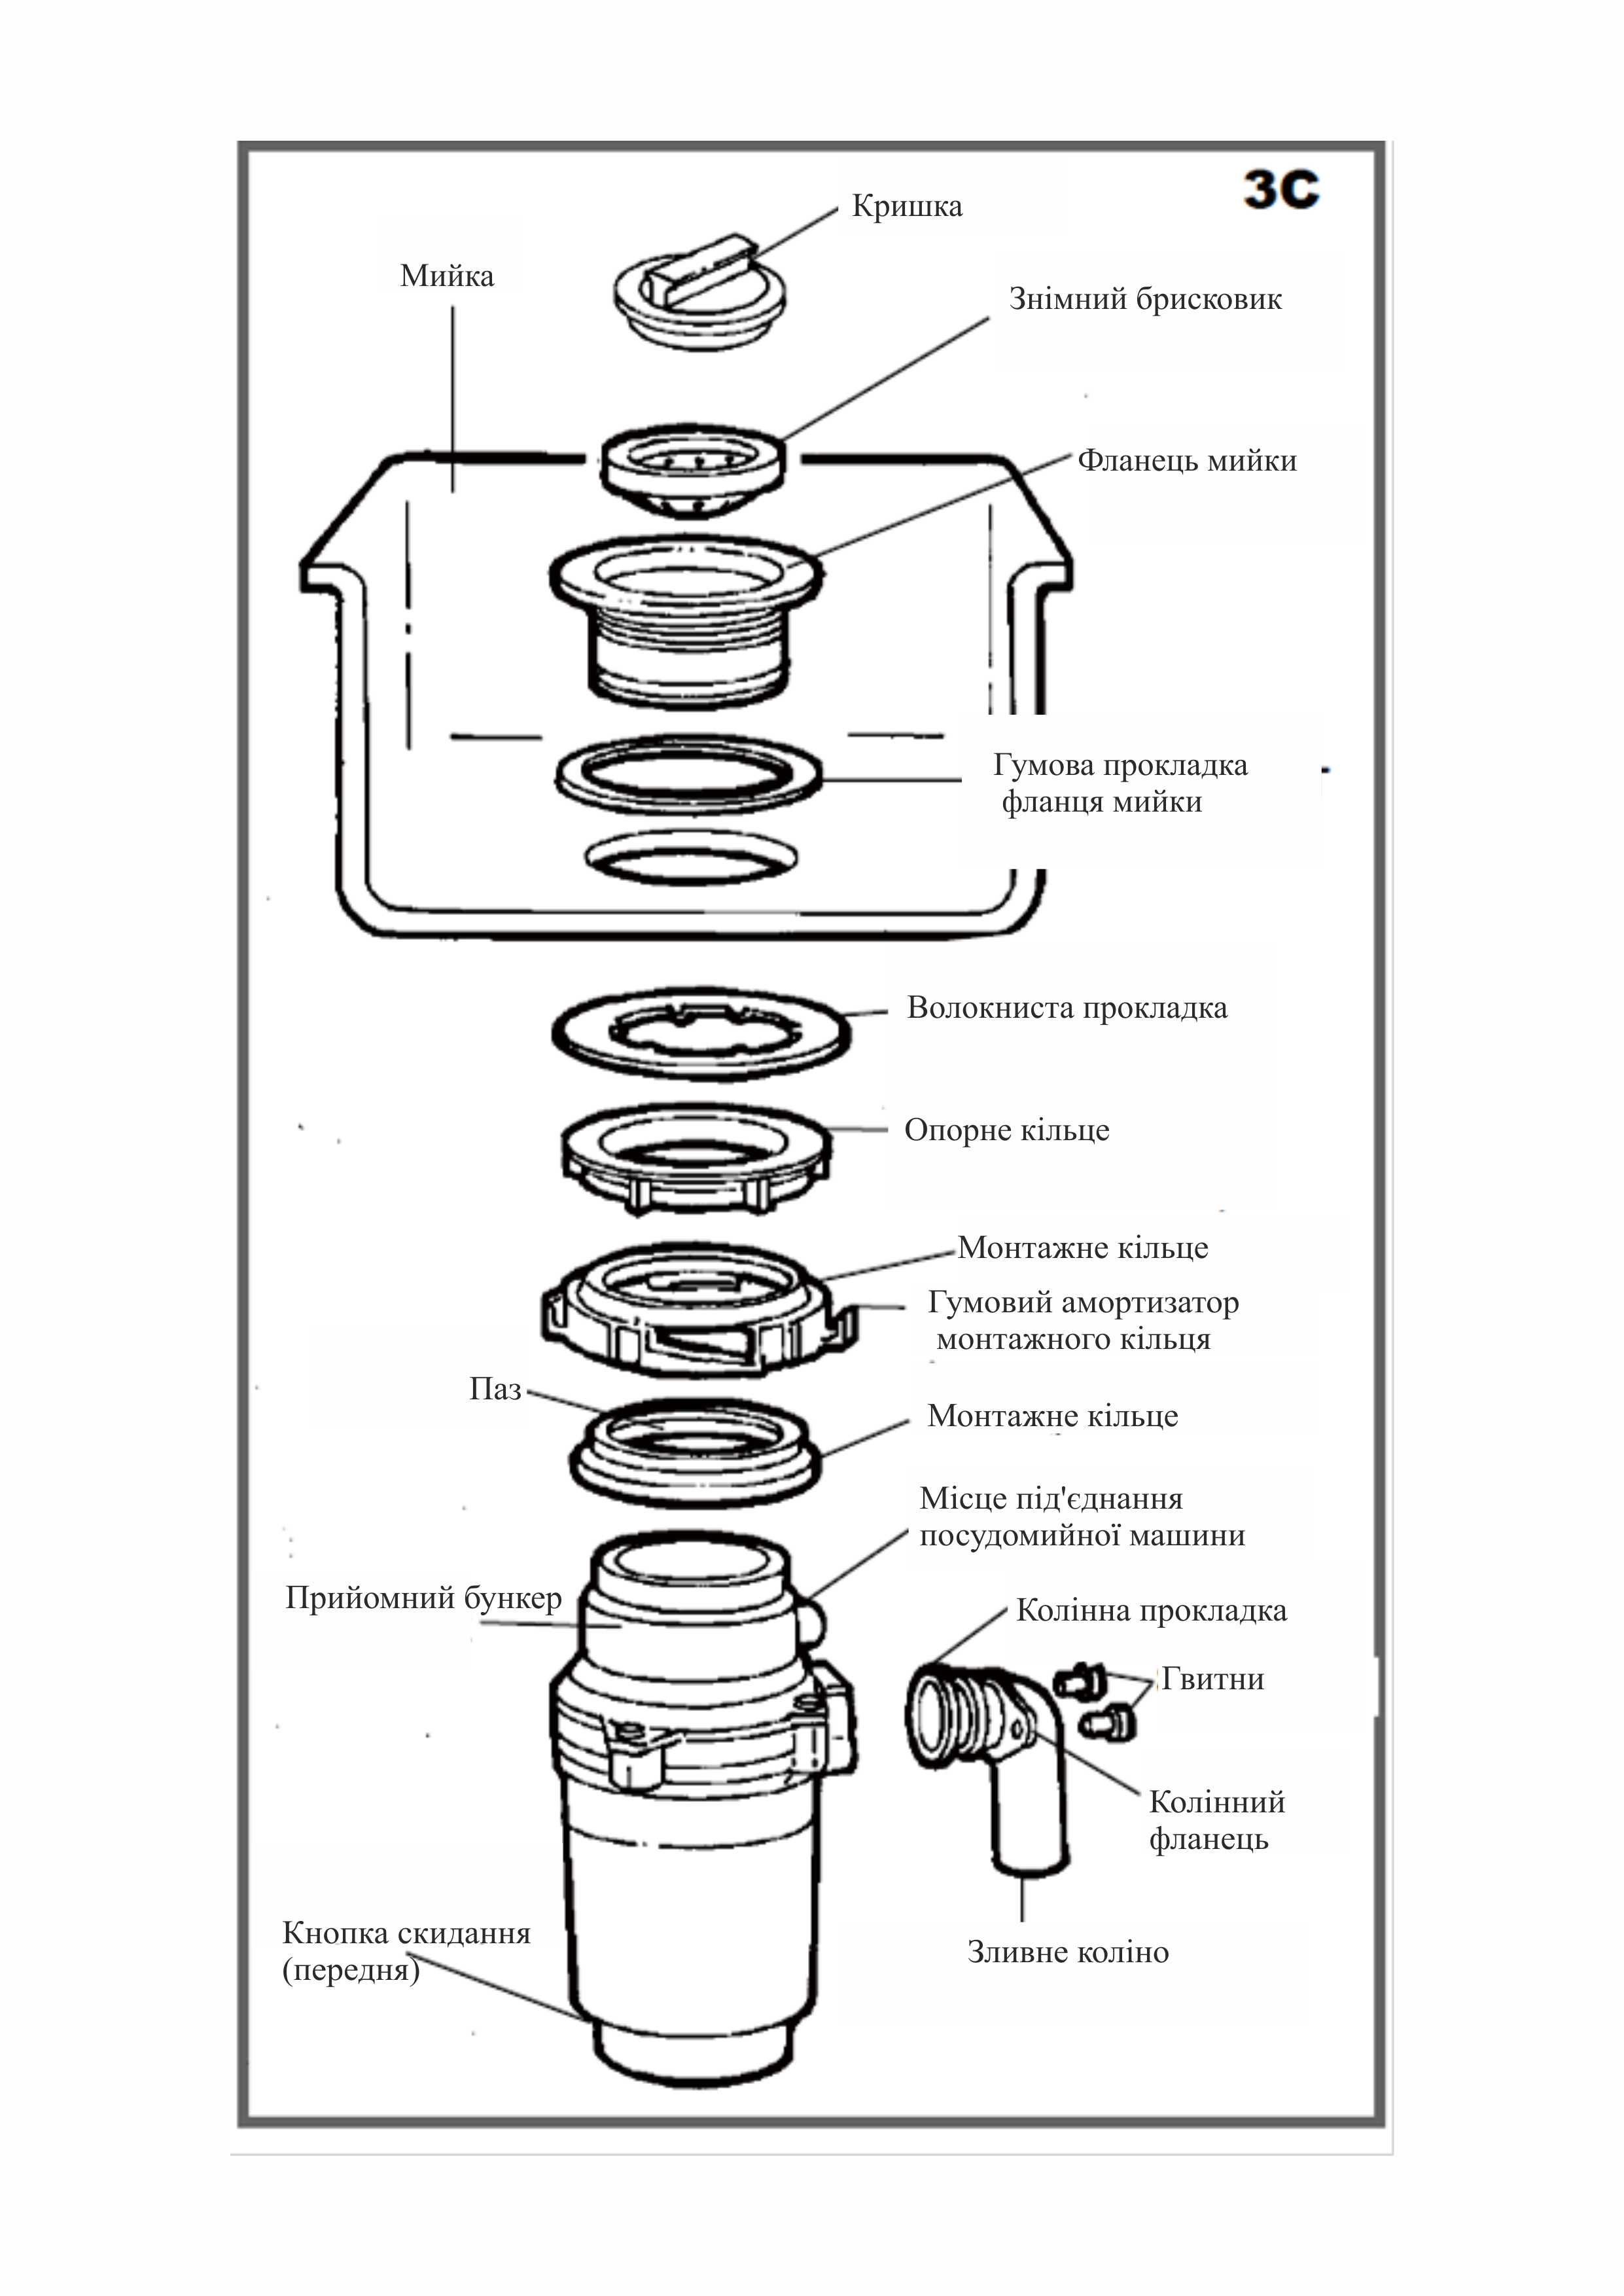 3C
Кришка
Мийка
Знімний брисковик
Фланець мийки
Гумова прокладка
фланця мийки
Волокниста прокладка
Опорне кільце
Монтажне кільце
Гумовий амортизатор
монтажного кільця
Паз
Монтажне кільце
Місце під'єднання
посудомийної машини
Прийомний бункер
Колінна прокладка
Гвитни
Колінний
фланець
Кнопка скидання
(передня)
Зливне коліно